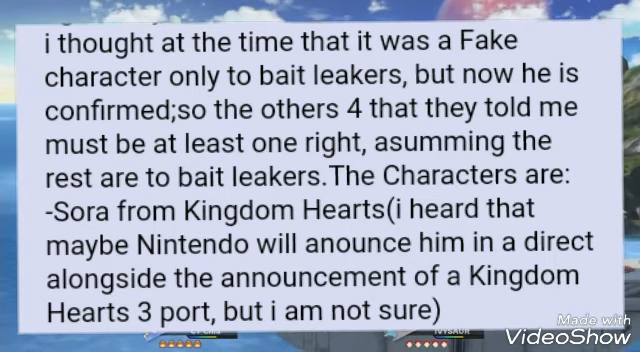 i thought at the time that it was a Fake
character only to bait leakers, but now he is
confirmed;so the others 4 that they told me
must be at least one right, asumming the
rest are to bait leakers.The Characters are:
-Sora from Kingdom Hearts(i heard that
maybe Nintendo will anounce him in a direct
alongside the announcement of a Kingdom
Hearts 3 port, but i am not sure)
Made with
VideoShow